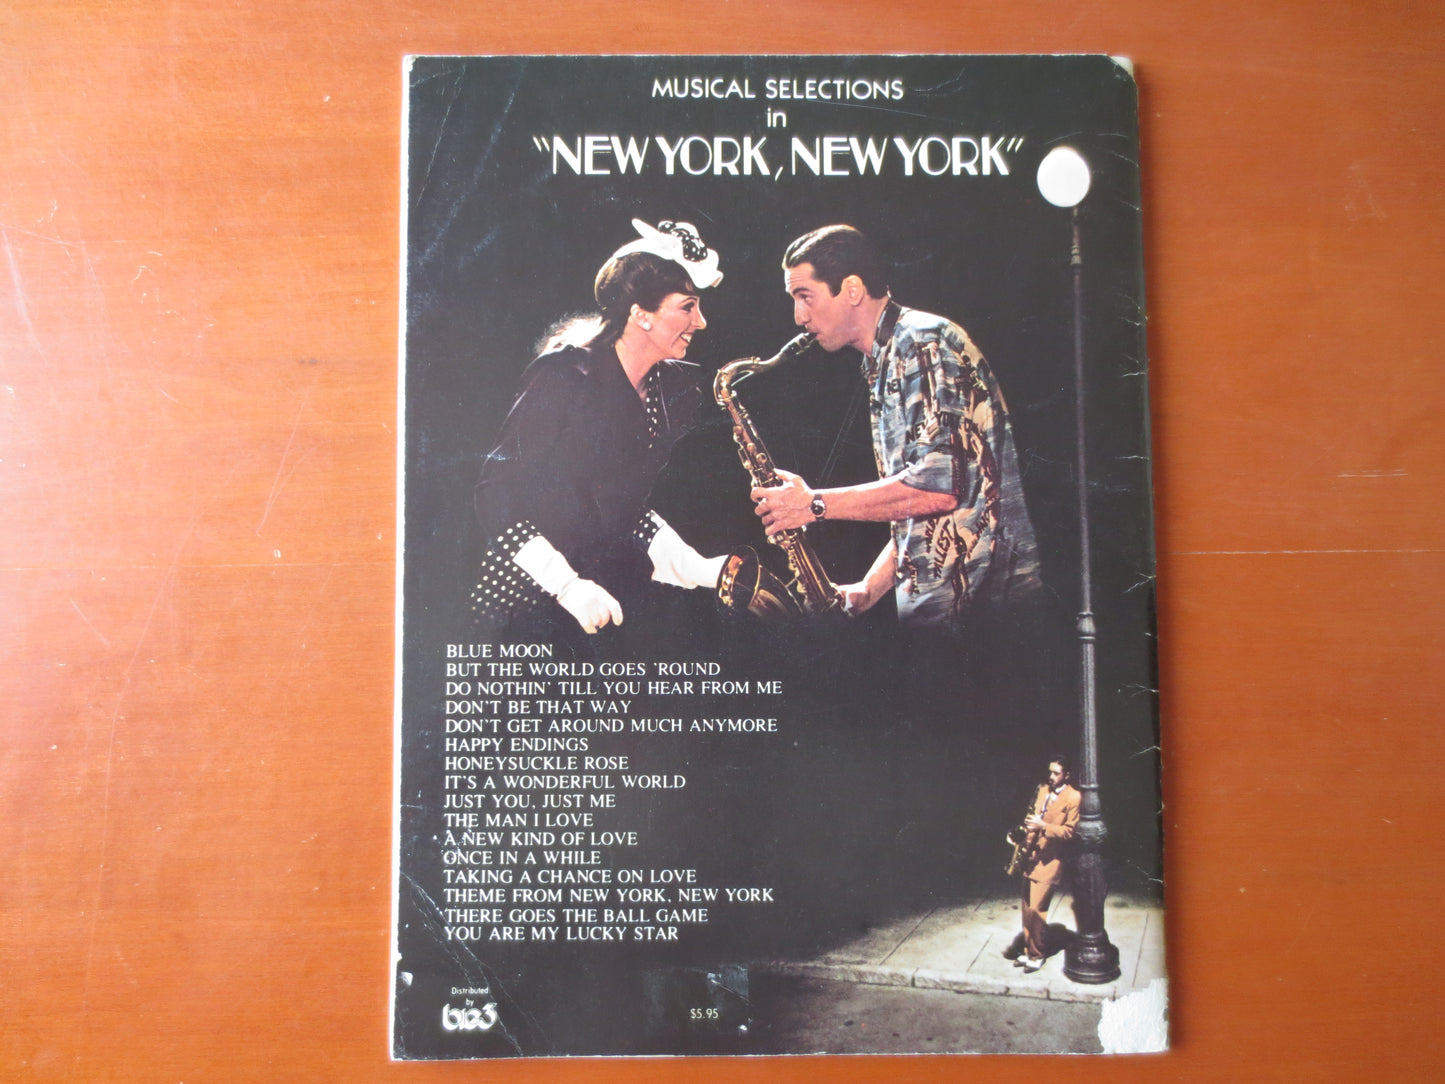 MUSICAL SELECTIONS
in
"NEW YORK, NEW YORK"
BLUE MOON
BUT THE WORLD GOES 'ROUND
DO NOTHIN' TILL YOU HEAR FROM ME
DON'T BE THAT WAY
DON'T GET AROUND MUCH ANYMORE
HAPPY ENDINGS
HONEYSUCKLE ROSE
IT'S A WONDERFUL WORLD
JUST YOU, JUST ME
THE MAN I LOVE
A NEW KIND OF LOVE
ONCE IN A WHILE
TAKING A CHANCE ON LOVE
THEME FROM NEW YORK, NEW YORK
THERE GOES THE BALL GAME
YOU ARE MY LUCKY STAR
Distributed
by
big3
$5.95